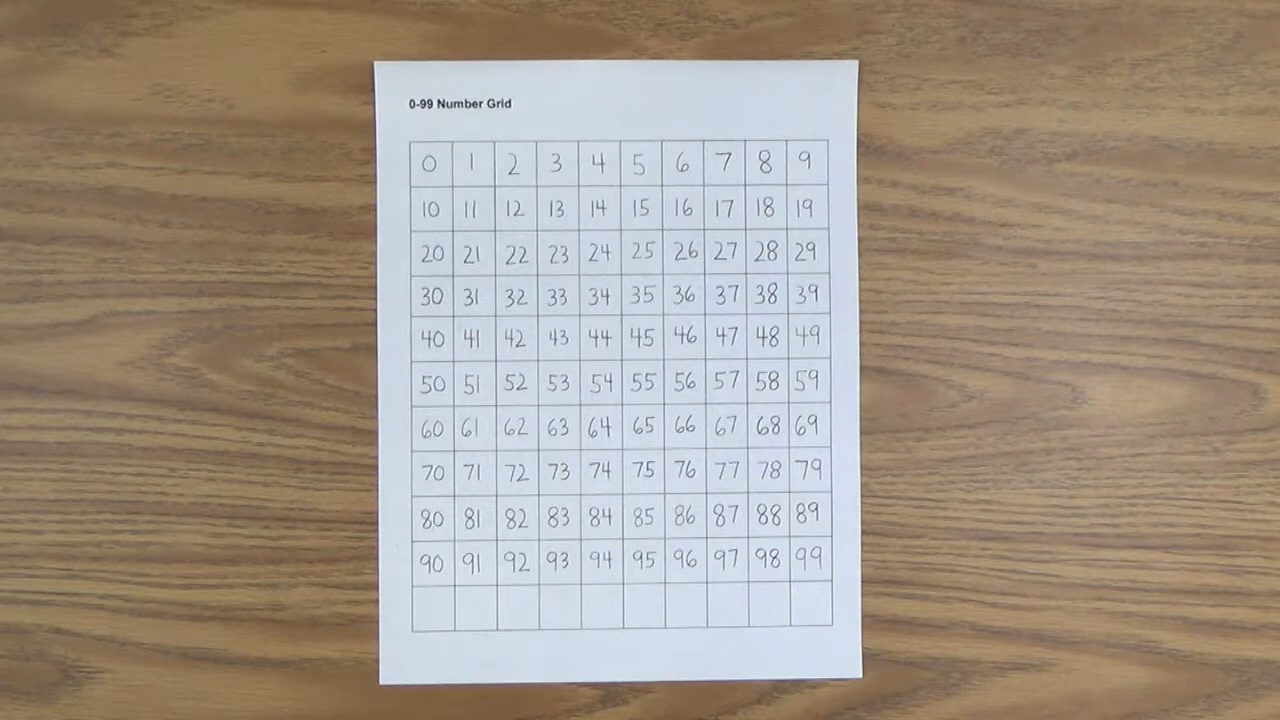 0-99 Number Grid
0 1 2 3 4 5 6 7 8 9
10 11 12 13 14 15 16 17 18 19
20 21 22 23 24 25 26 27 28 29
30 31 32 33 34 35 36 37 38 39
40 41 42 43 44 45 46 47 48 49
50 51 52 53 54 55 56 57 58 59
60 61 62 63 64 65 66 67 68 69
70 71 72 73 74 75 76 77 78 79
80 81 82 83 84 85 86 87 88 89
90 91 92 93 94 95 96 97 98 99